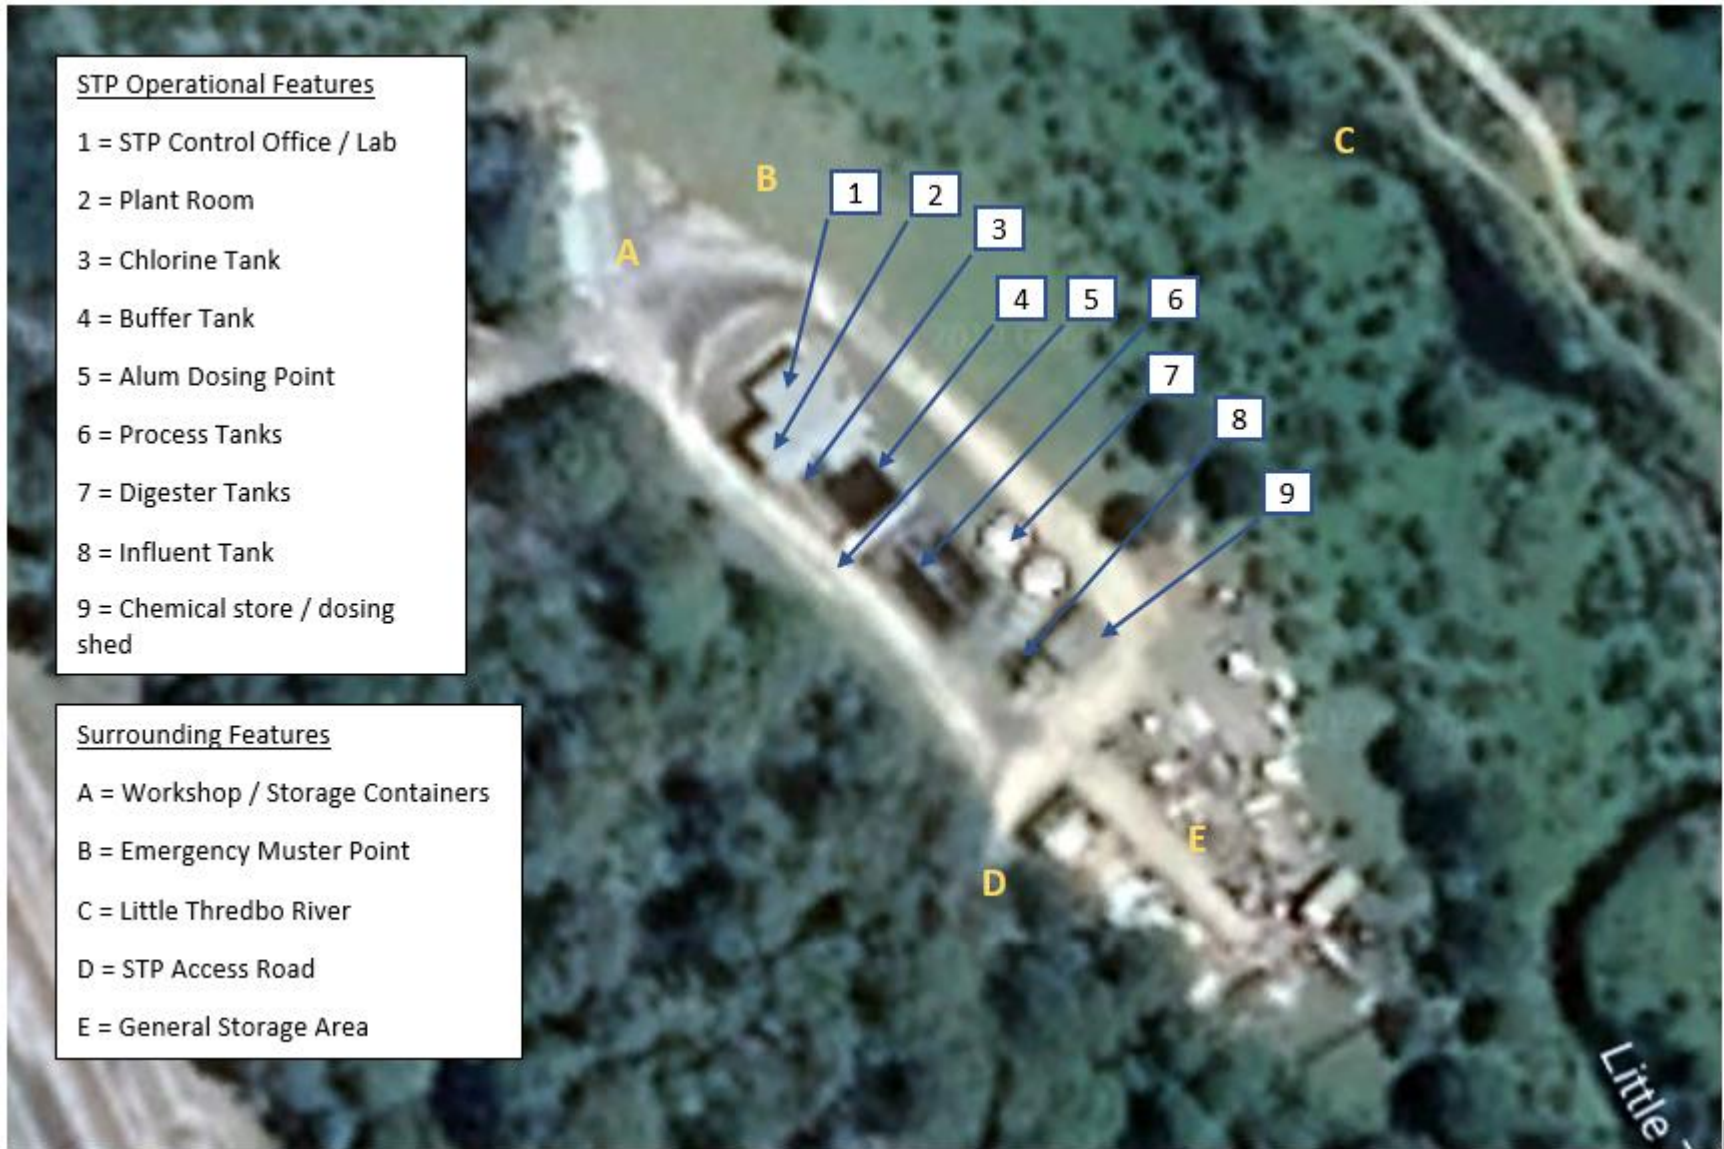 STP Operational Features
1 = STP Control Office / Lab
2 = Plant Room
3 = Chlorine Tank
4 = Buffer Tank
5 = Alum Dosing Point
6 = Process Tanks
7 = Digester Tanks
8 = Influent Tank
9 = Chemical store / dosing
shed
Surrounding Features
A = Workshop / Storage Containers
B = Emergency Muster Point
C = Little Thredbo River
D = STP Access Road
E = General Storage Area
A
B
C
D
E
1
2
3
4
5
6
7
8
9
Little